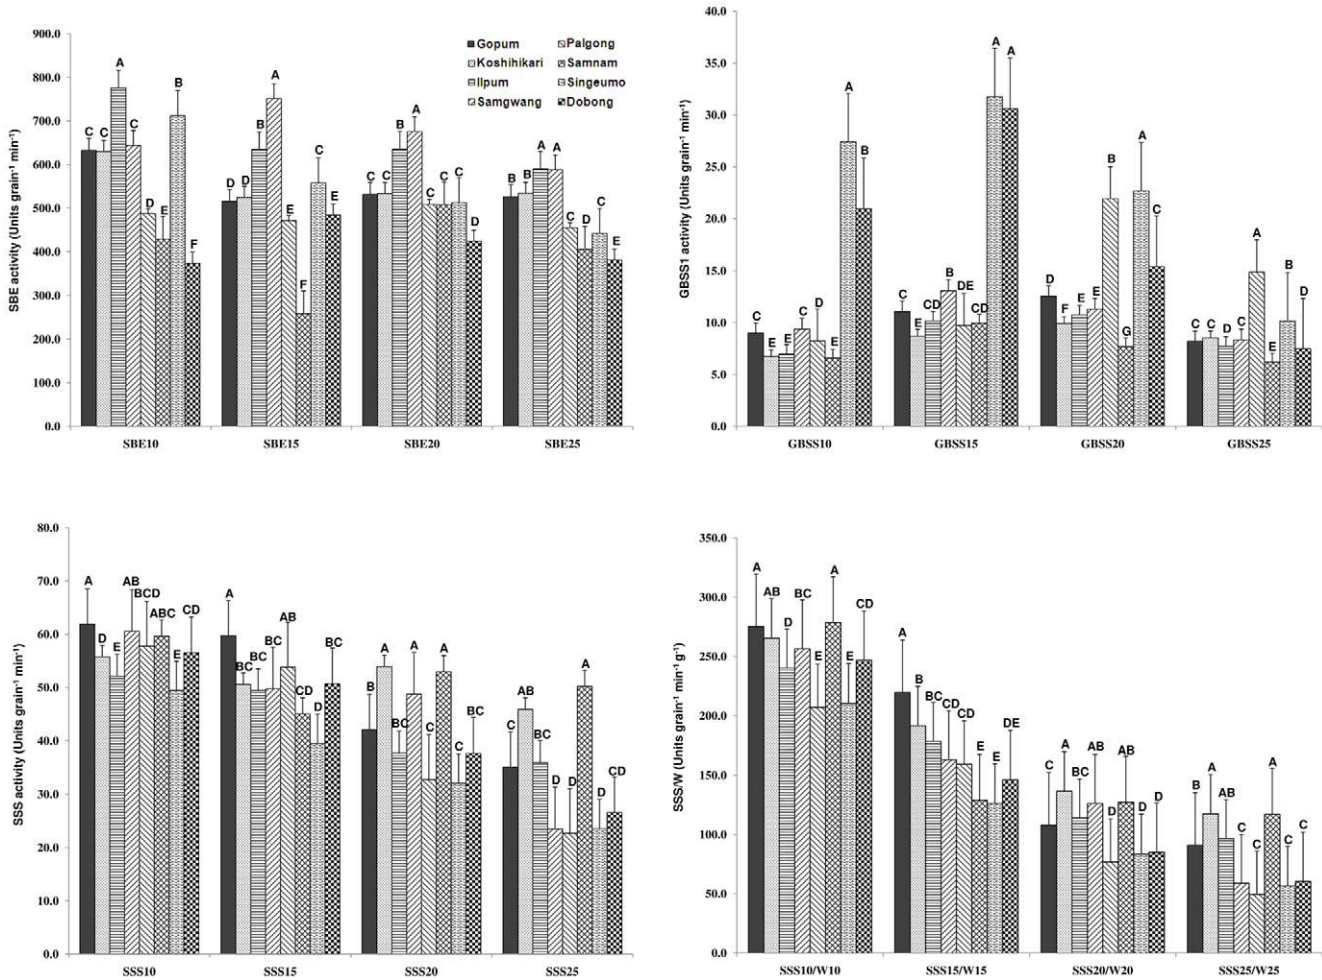 900.0
800.0
700.0
600.0
500.0
400.0
300.0
200.0
100.0
0.0
SBE activity (Units grain⁻¹ min⁻¹)
Gopum Palgong
Koshihikari Samnam
Ilpum Singeumo
Samgwang Dobong
C C A C D E B F
D D B A E F C E
C C B A C C C D
B B A A C D C E
SBE10 SBE15 SBE20 SBE25
40.0
35.0
30.0
25.0
20.0
15.0
10.0
5.0
0.0
GBSS1 activity (Units grain⁻¹ min⁻¹)
C E E C D E A B
C E CD B DE CD A A
D F E E B G A C
C C D C A E B D
GBSS10 GBSS15 GBSS20 GBSS25
80.0
70.0
60.0
50.0
40.0
30.0
20.0
10.0
0.0
SSS activity (Units grain⁻¹ min⁻¹)
A D E AB BCD ABC E CD
A BC BC BC AB CD D BC
B A BC A C A C BC
C AB BC D D A D CD
SSS10 SSS15 SSS20 SSS25
350.0
300.0
250.0
200.0
150.0
100.0
50.0
0.0
SSS/W (Units grain⁻¹ min⁻¹ g⁻¹)
A AB D BC E A E CD
A B BC CD CD E E DE
C A BC AB D AB D D
B A AB C C A C C
SSS10/W10 SSS15/W15 SSS20/W20 SSS25/W25